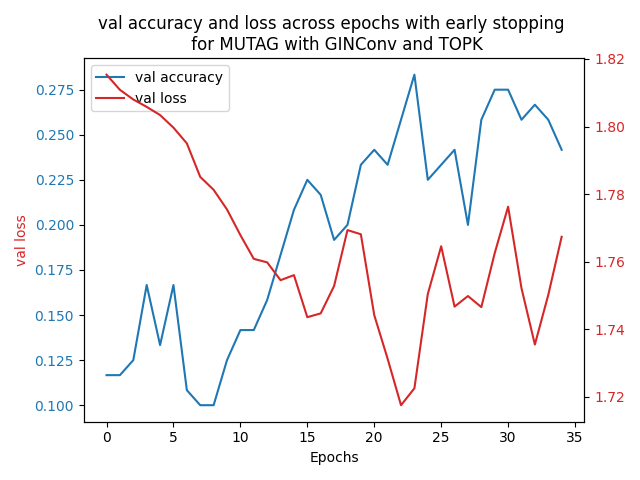 val accuracy and loss across epochs with early stopping
for MUTAG with GINConv and TOPK
val accuracy
val loss
0.275
0.250
0.225
0.200
0.175
0.150
0.125
0.100
val loss
1.82
1.80
1.78
1.76
1.74
1.72
0 5 10 15 20 25 30 35
Epochs